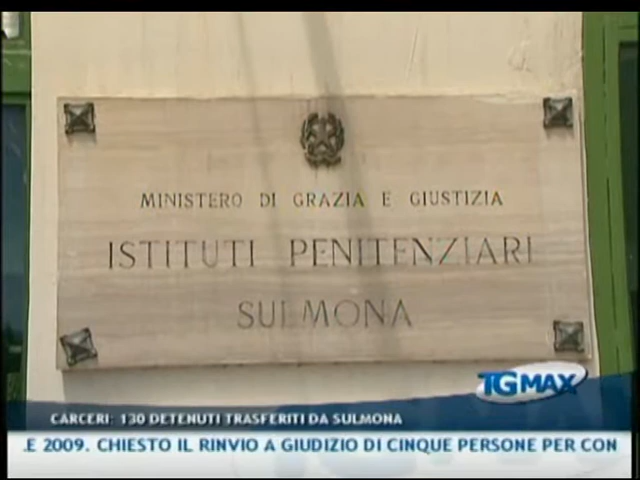 MINISTERO DI GRAZIA E GIUSTIZIA
ISTITUTI PENITENZIARI
SULMONA
TGMAX
CARCERI: 130 DETENUTI TRASFERITI DA SULMONA
.E 2009. CHIESTO IL RINVIO A GIUDIZIO DI CINQUE PERSONE PER CON